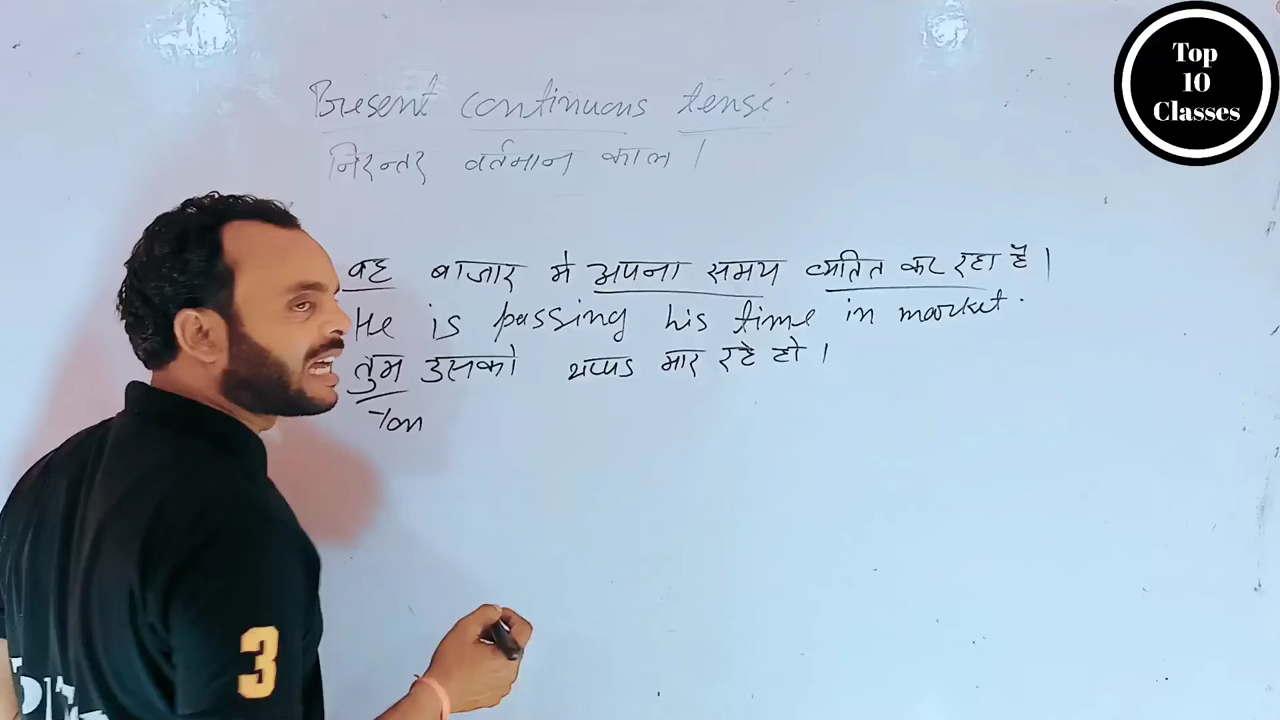 Top
10
Classes
Present continuous tense.
निरन्तर वर्तमान काल ।
वह बाजार मे अपना समय व्यतित कर रहा है ।
He is passing his time in market.
तुम उसको थप्पड मार रहे हो ।
You
3